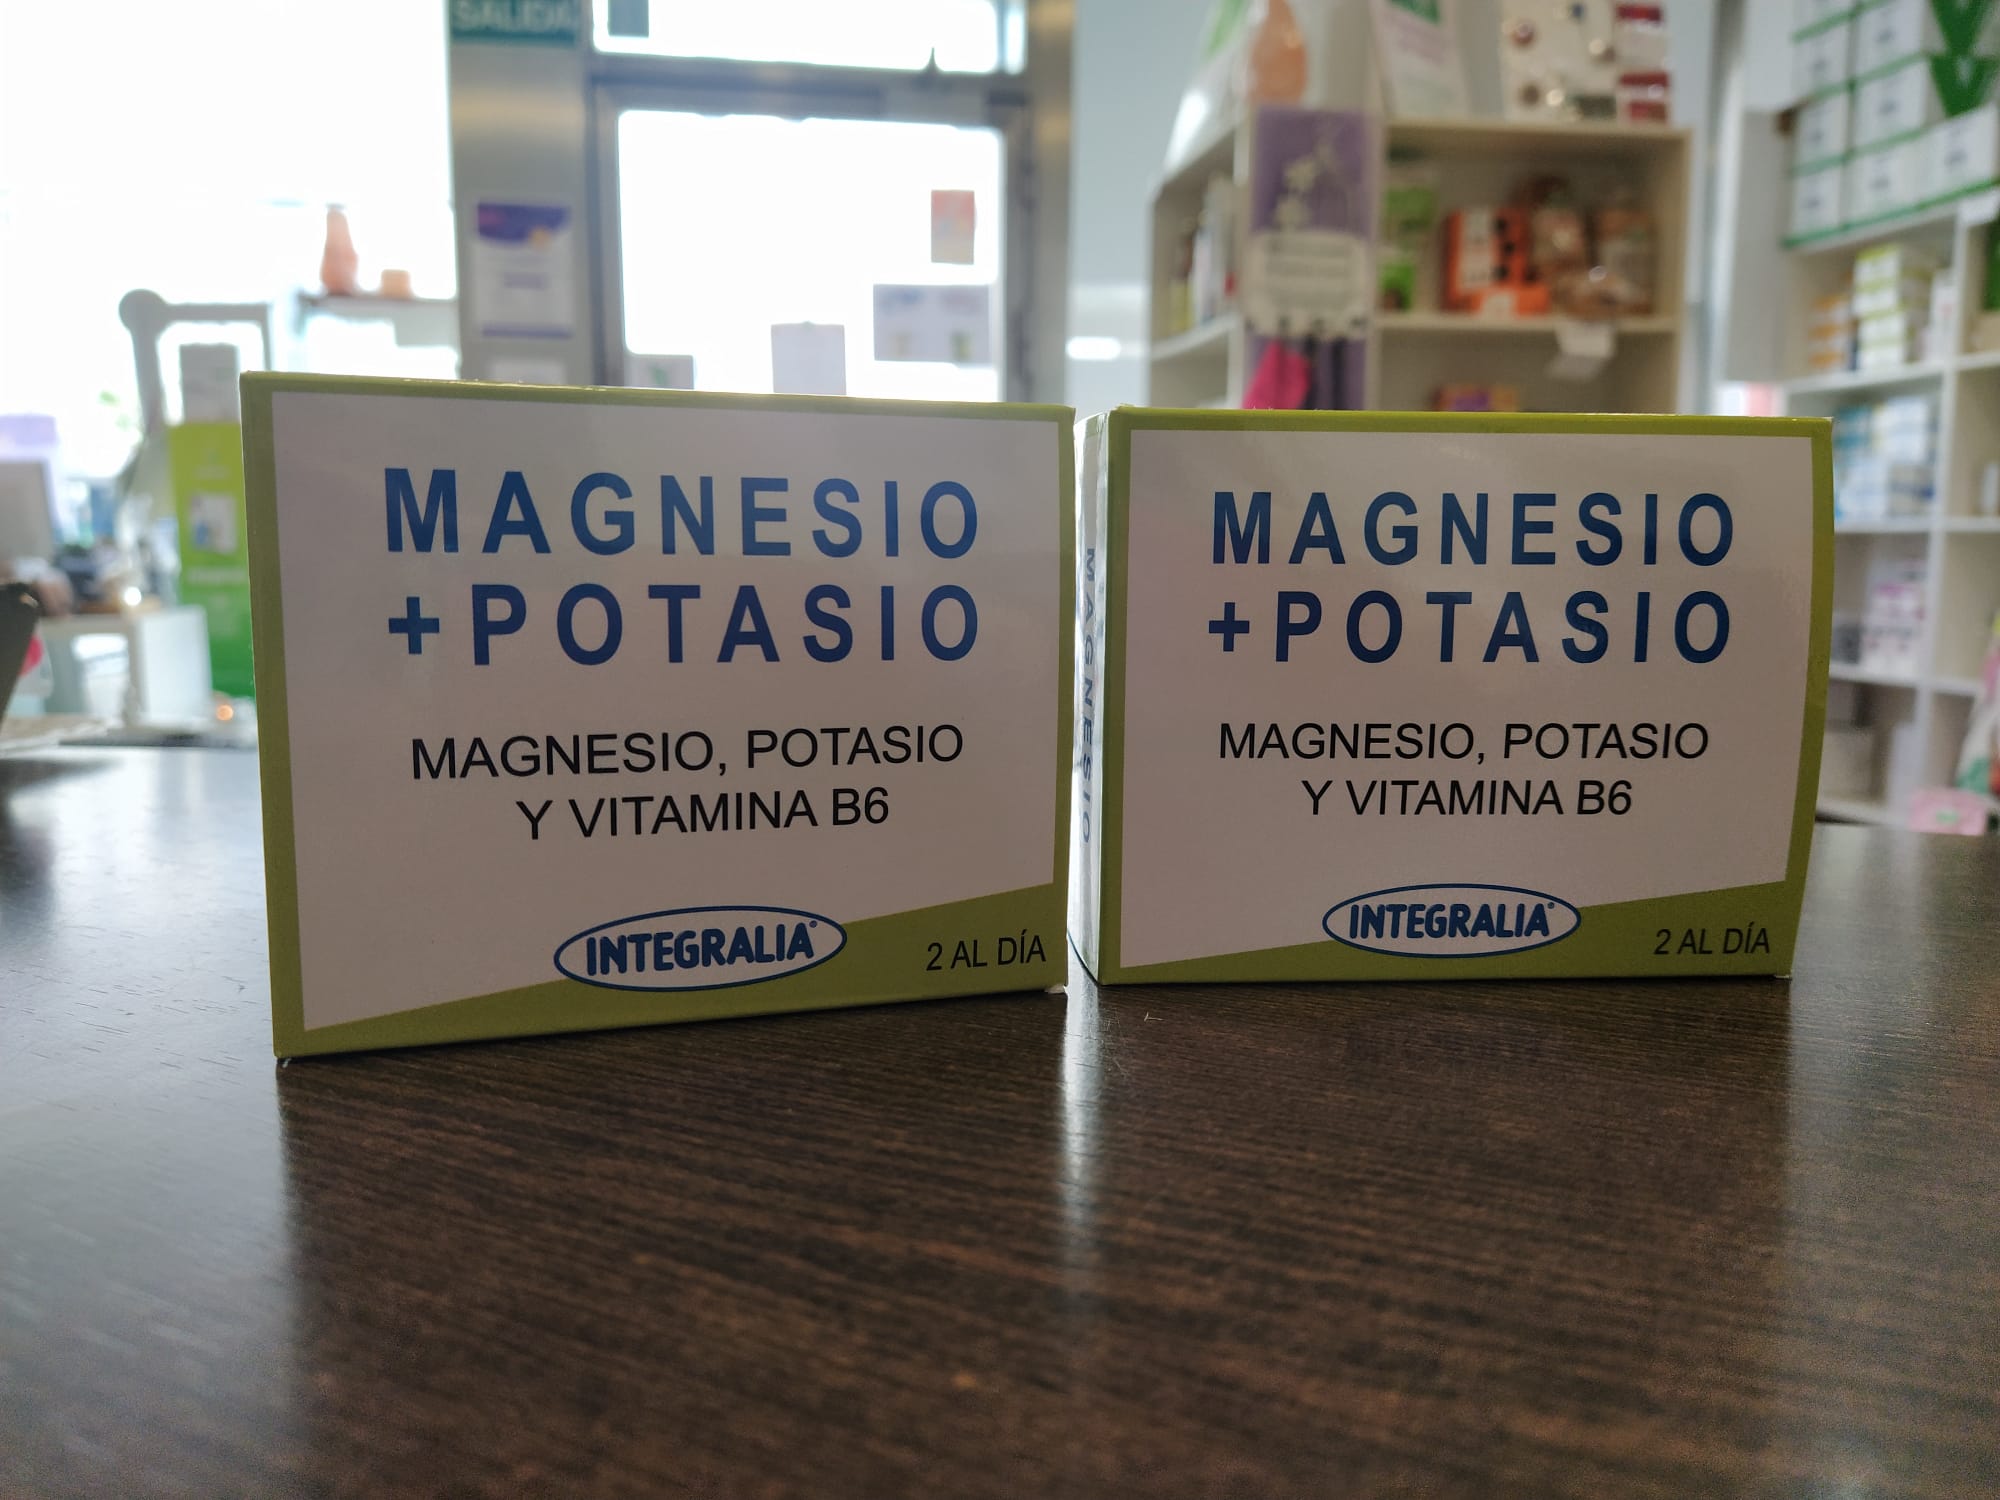 SALIDA
MAGNESIO
+POTASIO
MAGNESIO, POTASIO
Y VITAMINA B6
INTEGRALIA®
2 AL DÍA
MAGNESIO
MAGNESIO
+POTASIO
MAGNESIO, POTASIO
Y VITAMINA B6
INTEGRALIA®
2 AL DÍA